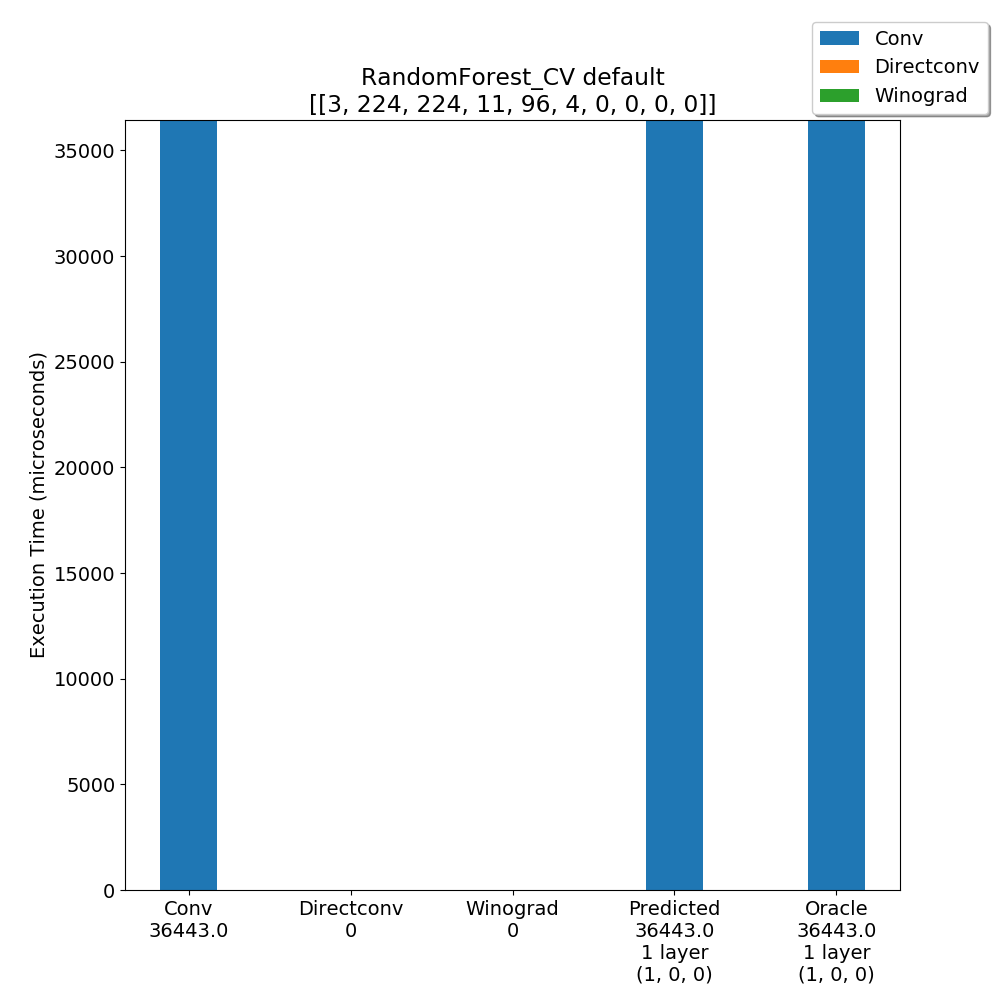 Conv
Directconv
Winograd
RandomForest_CV default
[[3, 224, 224, 11, 96, 4, 0, 0, 0, 0]]
Execution Time (microseconds)
35000
30000
25000
20000
15000
10000
5000
0
Conv
36443.0
Directconv
0
Winograd
0
Predicted
36443.0
1 layer
(1, 0, 0)
Oracle
36443.0
1 layer
(1, 0, 0)